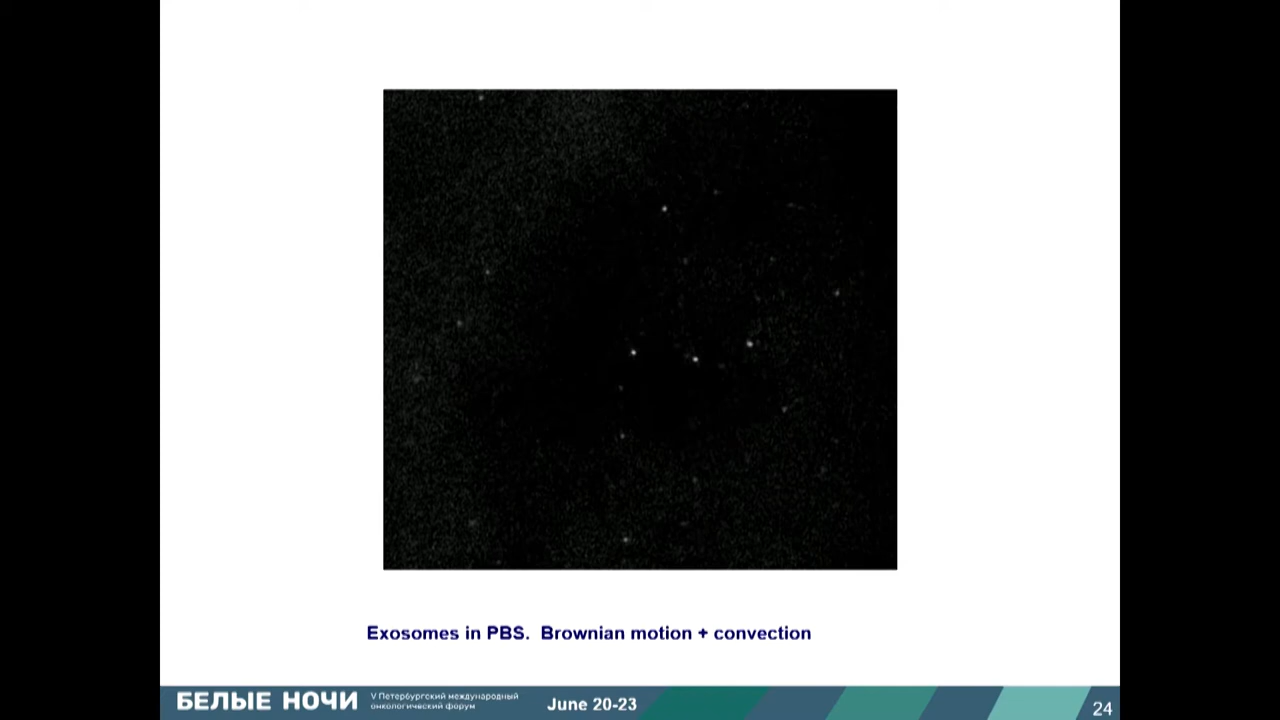 Exosomes in PBS. Brownian motion + convection
БЕЛЫЕ НОЧИ
V Петербургский международный
онкологический форум
June 20-23
24